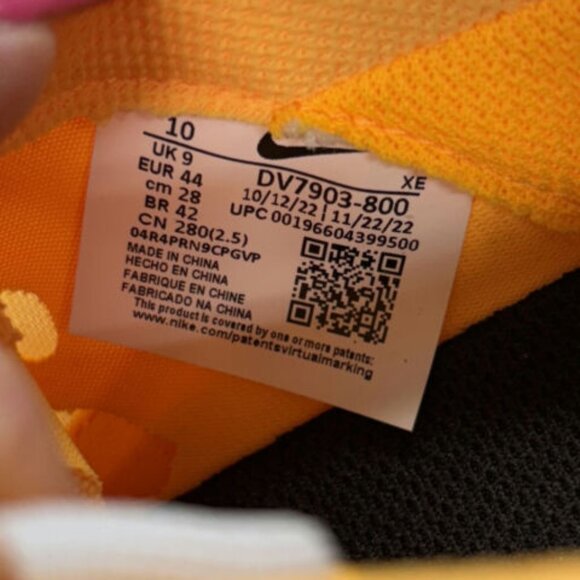 10
XE
UK 9
EUR 44
cm 28
BR 42
CN 280(2.5)
DV7903-800
10/12/22 | 11/22/22
UPC 00196604399500
04R4PRN9CPGVP
MADE IN CHINA
HECHO EN CHINA
FABRIQUE EN CHINE
FABRICADO NA CHINA
This product is covered by one or more patents:
www.nike.com/patentsvirtualmarking